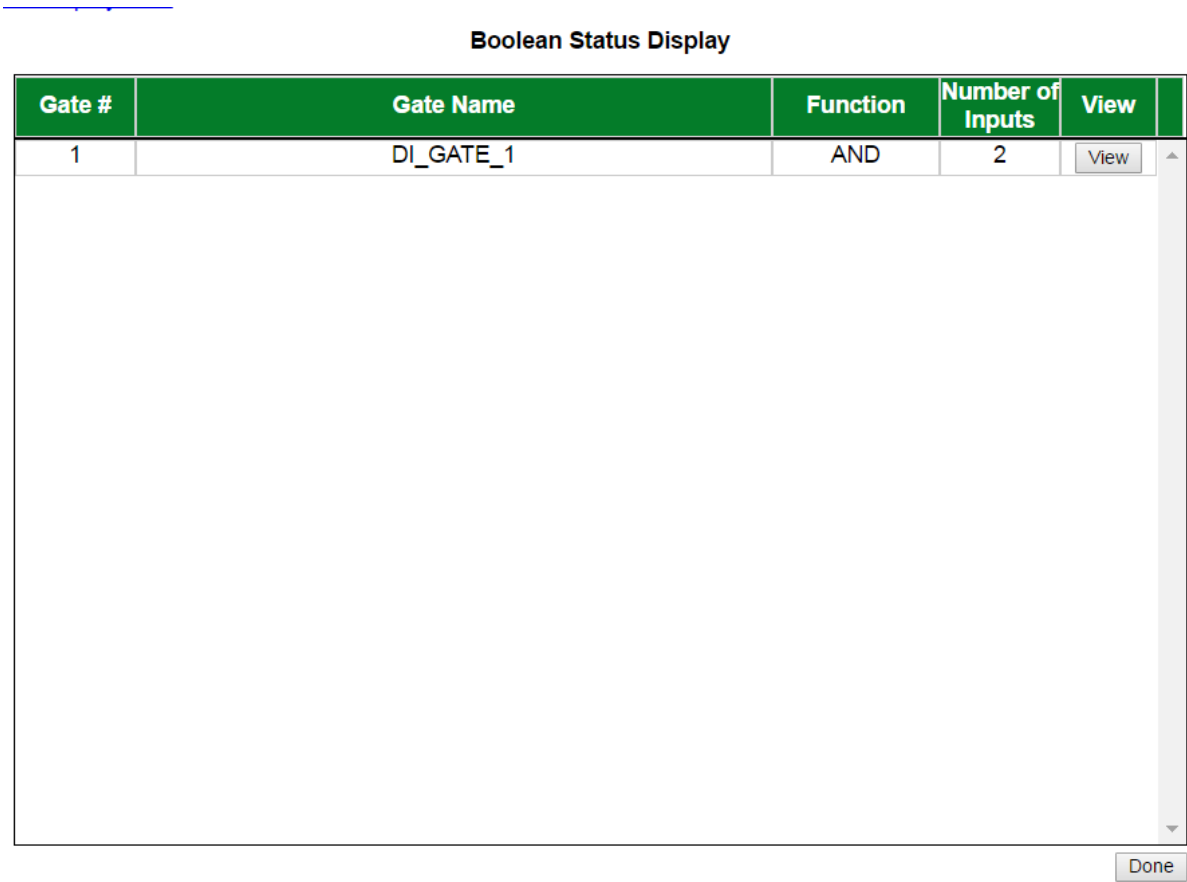 Boolean Status Display
Gate # Gate Name Function Number of Inputs View
1 DI_GATE_1 AND 2 View
Done